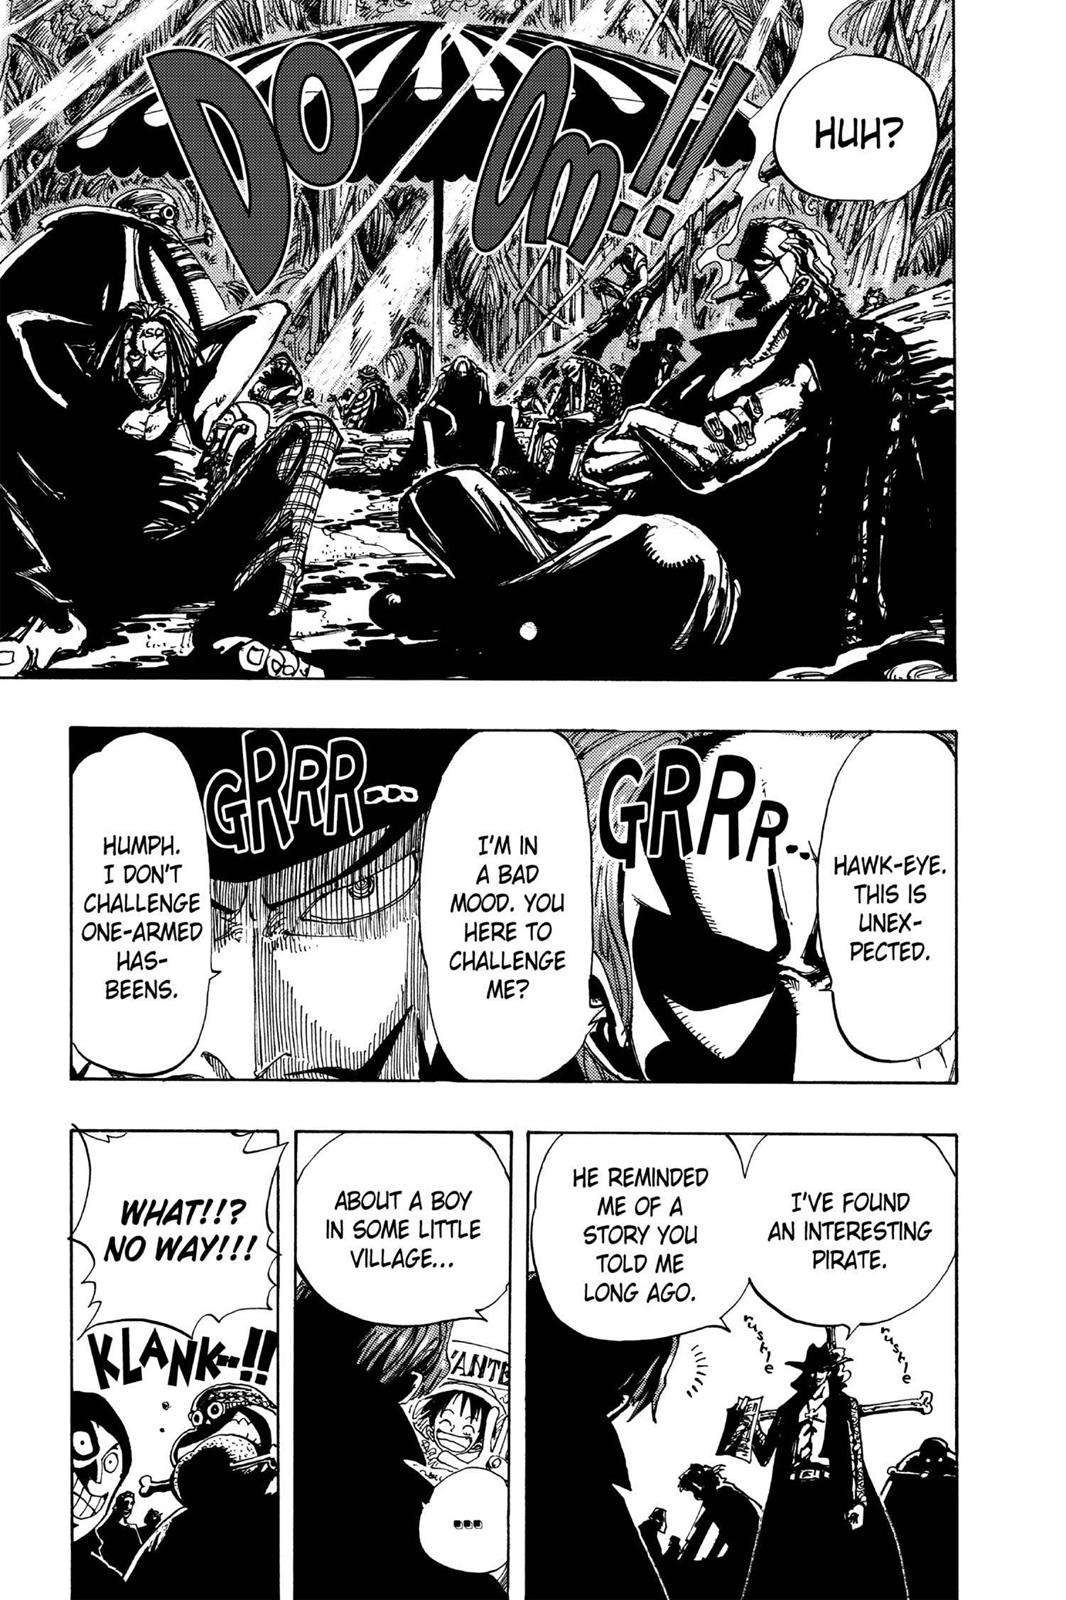 HUH?
DOOM!!
HAWK-EYE.
THIS IS
UNEX-
PECTED.
GRRR...
I'M IN
A BAD
MOOD. YOU
HERE TO
CHALLENGE
ME?
GRRR...
HUMPH.
I DON'T
CHALLENGE
ONE-ARMED
HAS-
BEENS.
I'VE FOUND
AN INTERESTING
PIRATE.
HE REMINDED
ME OF A
STORY YOU
TOLD ME
LONG AGO.
rustle
rustle
ABOUT A BOY
IN SOME LITTLE
VILLAGE...
WANTE
...
WHAT!!?
NO WAY!!!
KLANK..!!